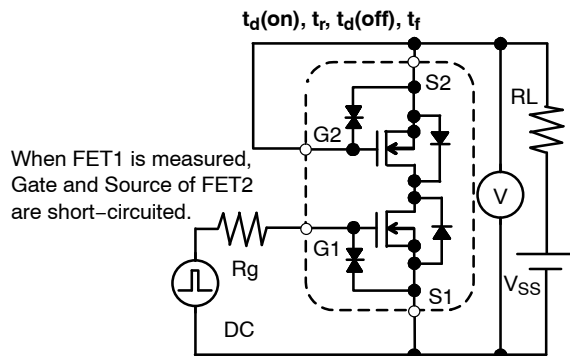 td(on), tr, td(off), tf
S2
RL
G2
When FET1 is measured,
Gate and Source of FET2
are short−circuited.
V
G1
Rg
S1
VSS
DC